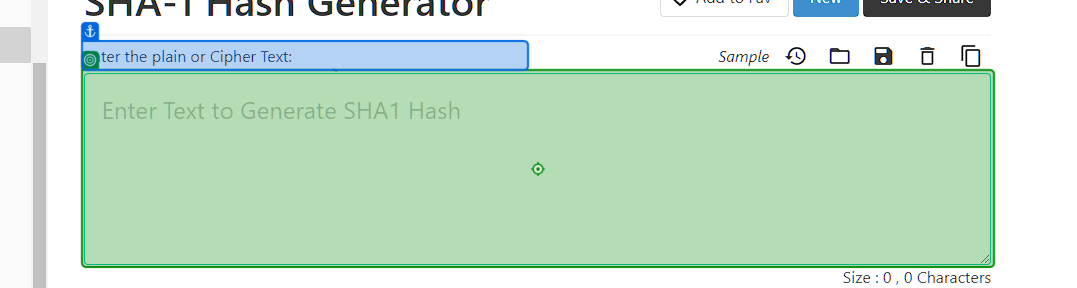 SHA-1 Hash Generator
Add to Fav
New
Save & Share
ter the plain or Cipher Text:
Sample
Enter Text to Generate SHA1 Hash
Size : 0 , 0 Characters